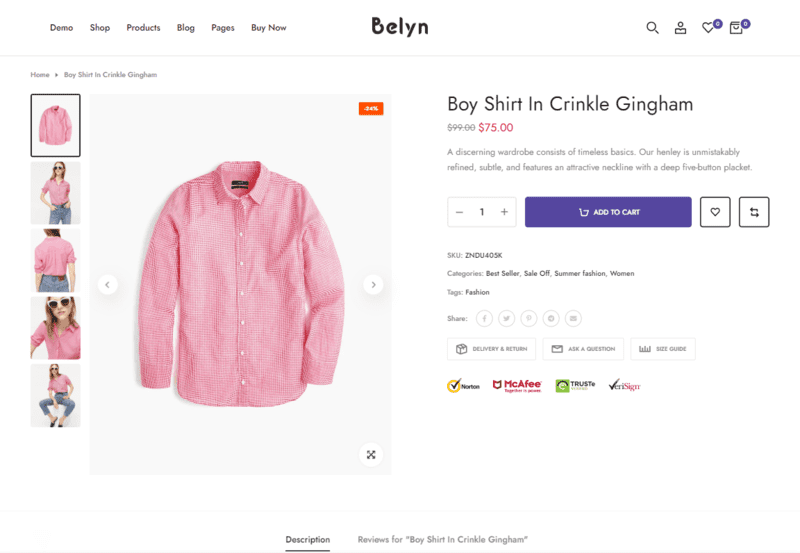 Demo Shop Products Blog Pages Buy Now
Belyn
0 0
Home Boy Shirt In Crinkle Gingham
-24%
Boy Shirt In Crinkle Gingham
$99.00 $75.00
A discerning wardrobe consists of timeless basics. Our henley is unmistakably
refined, subtle, and features an attractive neckline with a deep five-button placket.
− 1 +
ADD TO CART
SKU: ZNDU405K
Categories: Best Seller, Sale Off, Summer fashion, Women
Tags: Fashion
Share:
DELIVERY & RETURN ASK A QUESTION SIZE GUIDE
Norton McAfee TRUSTe VeriSign
Together is power.
Description Reviews for "Boy Shirt In Crinkle Gingham"